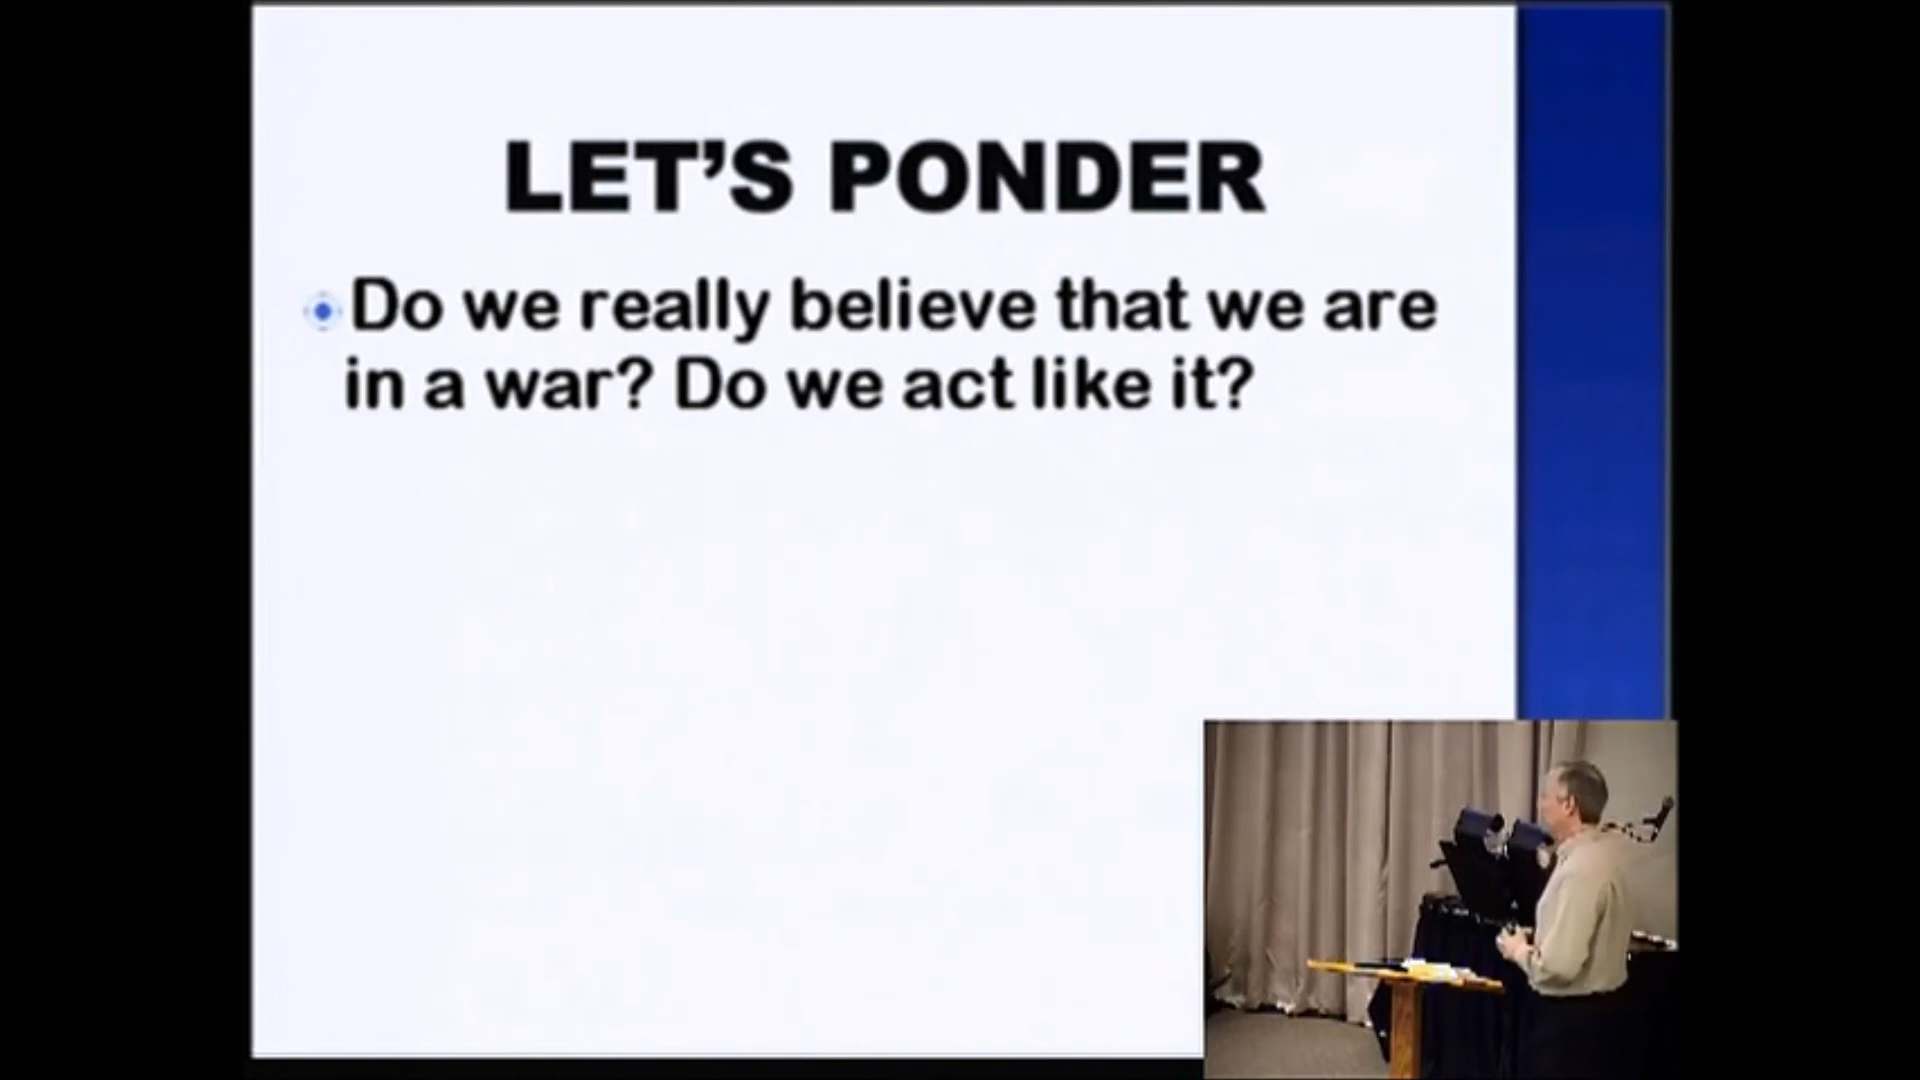 LET'S PONDER
Do we really believe that we are
in a war? Do we act like it?